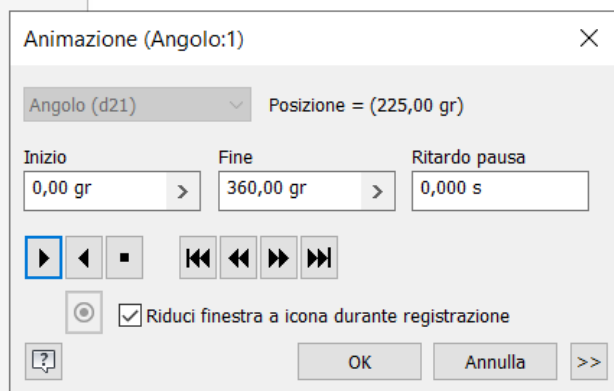 Animazione (Angolo:1)
Angolo (d21) Posizione = (225,00 gr)
Inizio Fine Ritardo pausa
0,00 gr > 360,00 gr > 0,000 s
Riduci finestra a icona durante registrazione
? OK Annulla >>